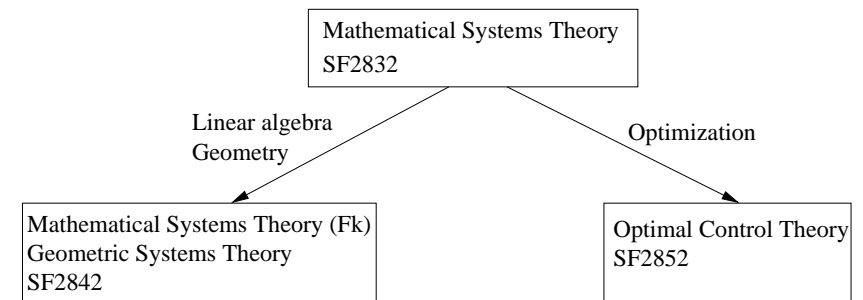 Mathematical Systems Theory
SF2832
Linear algebra
Geometry
Optimization
Mathematical Systems Theory (Fk)
Geometric Systems Theory
SF2842
Optimal Control Theory
SF2852